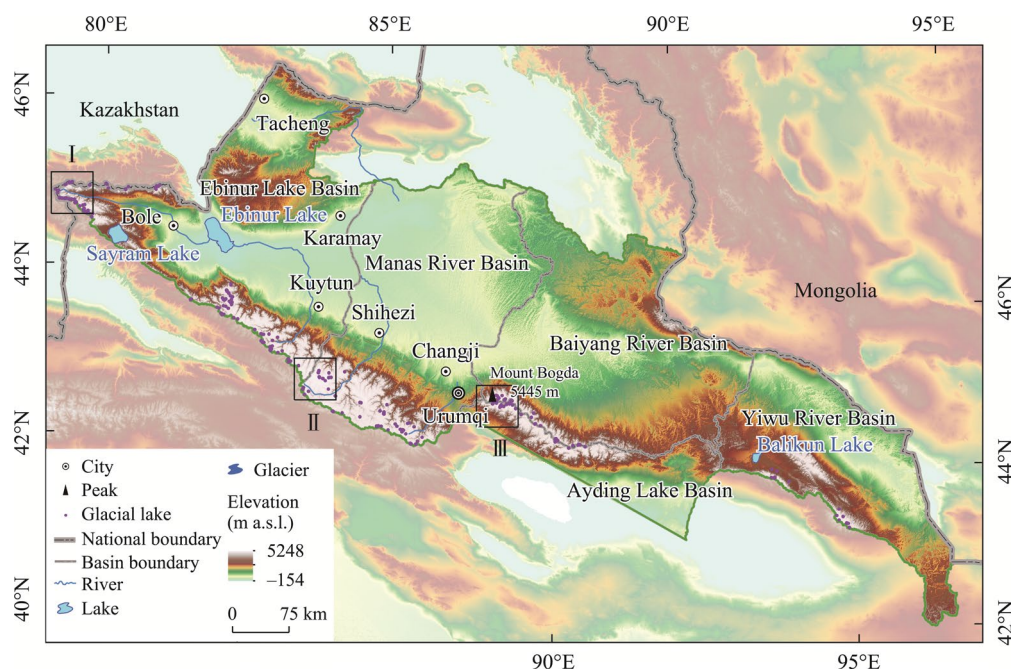 80°E 85°E 90°E 95°E
46°N
Kazakhstan
Tacheng
I
Ebinur Lake Basin
Bole
Ebinur Lake
Karamay
Sayram Lake
44°N
Manas River Basin
Kuytun
Mongolia
46°N
Shihezi
Changji
Baiyang River Basin
Mount Bogda
5445 m
II
Urumqi
III
42°N
Yiwu River Basin
Balikun Lake
44°N
Ayding Lake Basin
City
Peak
Glacial lake
National boundary
Basin boundary
River
Lake
Glacier
Elevation
(m a.s.l.)
5248
–154
0 75 km
40°N
42°N
90°E 95°E